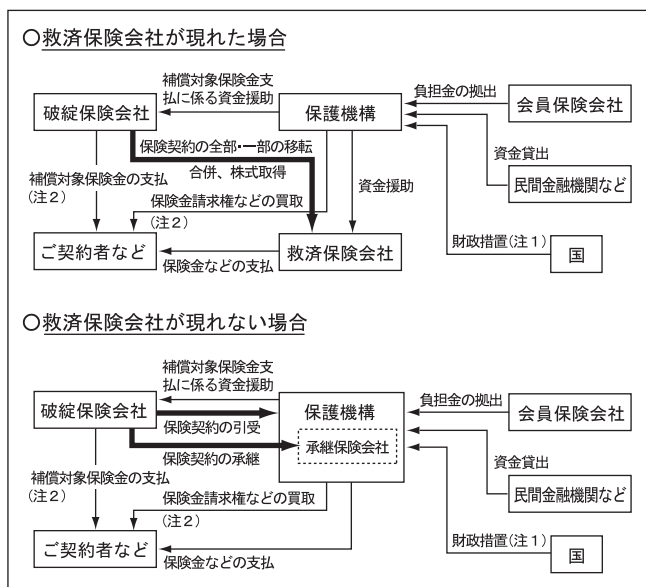 ○救済保険会社が現れた場合
補償対象保険金支
払に係る資金援助
負担金の拠出
破綻保険会社
保護機構
会員保険会社
保険契約の全部・一部の移転
合併、株式取得
資金貸出
補償対象保険金の支払
(注2)
保険金請求権などの買取
(注2)
資金援助
民間金融機関など
ご契約者など
救済保険会社
財政措置(注1)
国
保険金などの支払
○救済保険会社が現れない場合
補償対象保険金支
払に係る資金援助
負担金の拠出
破綻保険会社
保護機構
会員保険会社
保険契約の引受
承継保険会社
保険契約の承継
資金貸出
補償対象保険金の支払
(注2)
保険金請求権などの買取
(注2)
民間金融機関など
ご契約者など
財政措置(注1)
国
保険金などの支払